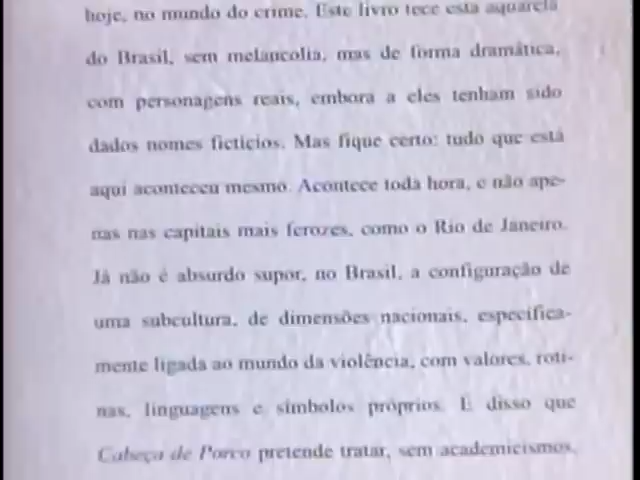 hoje, no mundo do crime. Este livro tece esta aquarela
do Brasil, sem melancolia, mas de forma dramática,
com personagens reais, embora a eles tenham sido
dados nomes fictícios. Mas fique certo: tudo que está
aqui aconteceu mesmo. Acontece toda hora, e não ape-
nas nas capitais mais ferozes, como o Rio de Janeiro.
Já não é absurdo supor, no Brasil, a configuração de
uma subcultura, de dimensões nacionais, especifica-
mente ligada ao mundo da violência, com valores, roti-
nas, linguagens e símbolos próprios. É disso que
Cabeça de Porco pretende tratar, sem academicismos,